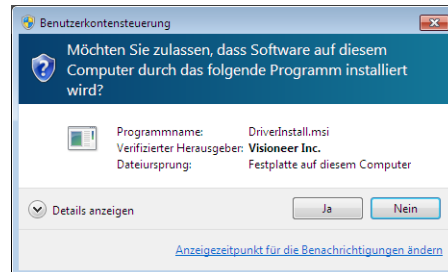 Benutzerkontensteuerung
Möchten Sie zulassen, dass Software auf diesem
Computer durch das folgende Programm installiert
wird?
Programmname: DriverInstall.msi
Verifizierter Herausgeber: Visioneer Inc.
Dateiursprung: Festplatte auf diesem Computer
Details anzeigen Ja Nein
Anzeigezeitpunkt für die Benachrichtigungen ändern